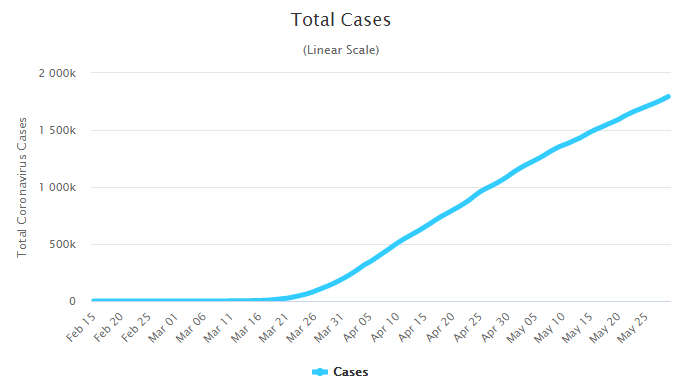 Total Cases
(Linear Scale)
Total Coronavirus Cases
2 000k
1 500k
1 000k
500k
0
Feb 15
Feb 20
Feb 25
Mar 01
Mar 06
Mar 11
Mar 16
Mar 21
Mar 26
Mar 31
Apr 05
Apr 10
Apr 15
Apr 20
Apr 25
Apr 30
May 05
May 10
May 15
May 20
May 25
Cases